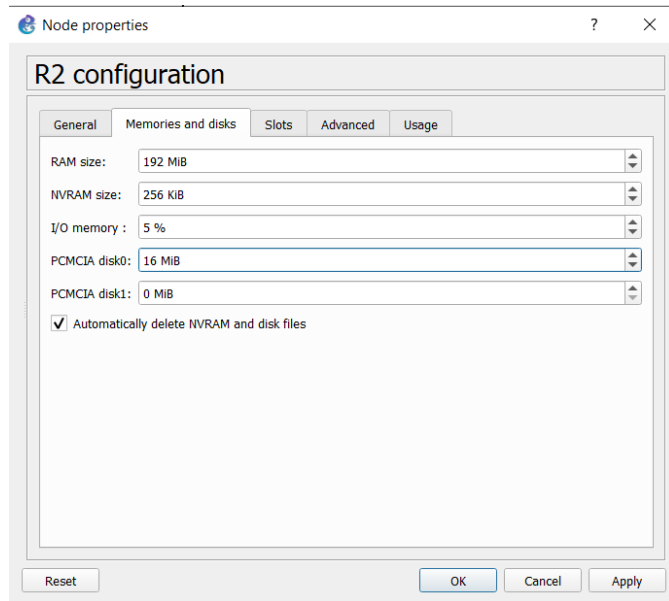 Node properties
?
R2 configuration
General Memories and disks Slots Advanced Usage
RAM size: 192 MiB
NVRAM size: 256 KiB
I/O memory : 5 %
PCMCIA disk0: 16 MiB
PCMCIA disk1: 0 MiB
Automatically delete NVRAM and disk files
Reset OK Cancel Apply